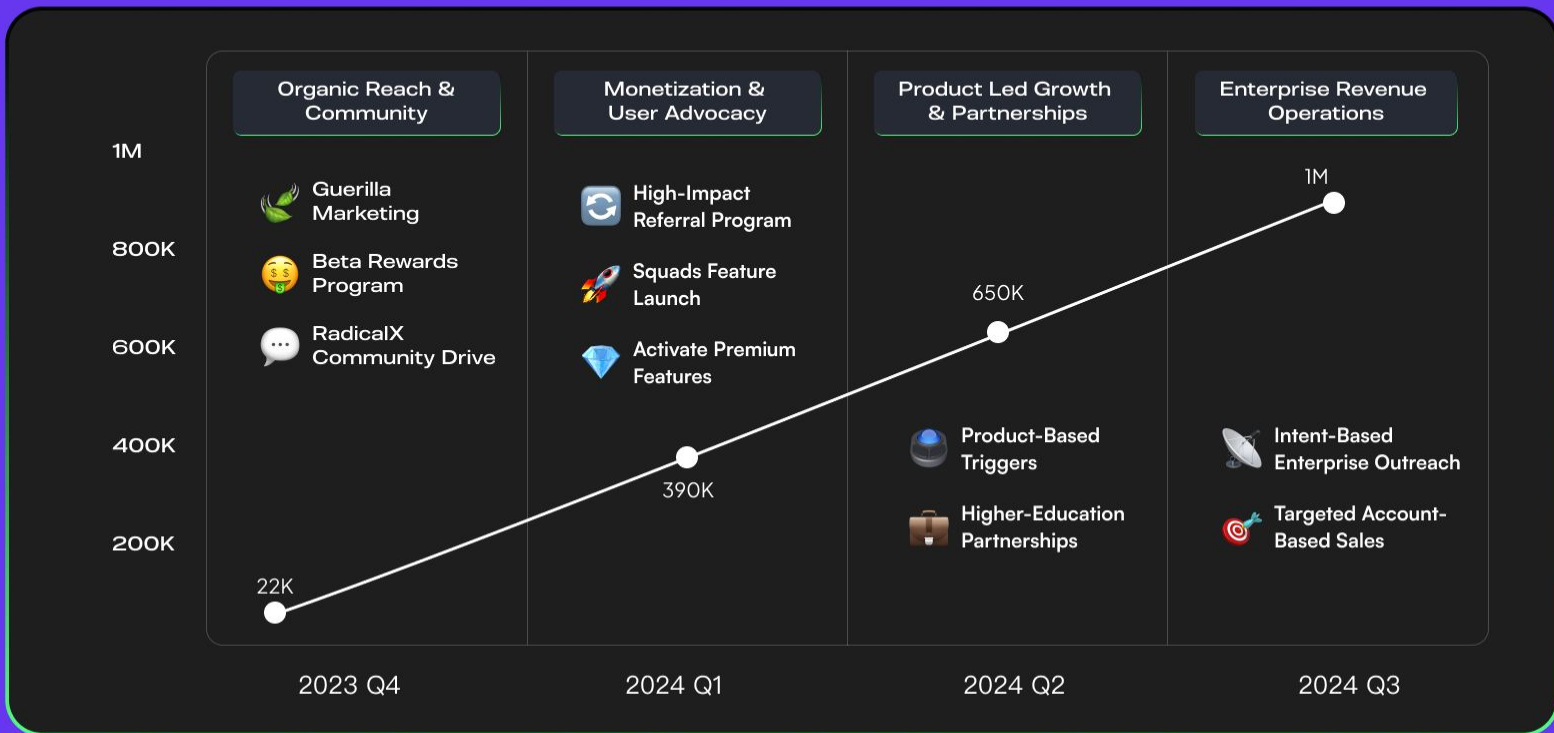 Organic Reach &
Community
Monetization &
User Advocacy
Product Led Growth
& Partnerships
Enterprise Revenue
Operations
1M
800K
600K
400K
200K
Guerilla
Marketing
Beta Rewards
Program
RadicalX
Community Drive
High-Impact
Referral Program
Squads Feature
Launch
Activate Premium
Features
Product-Based
Triggers
Higher-Education
Partnerships
Intent-Based
Enterprise Outreach
Targeted Account-
Based Sales
22K
390K
650K
1M
2023 Q4
2024 Q1
2024 Q2
2024 Q3